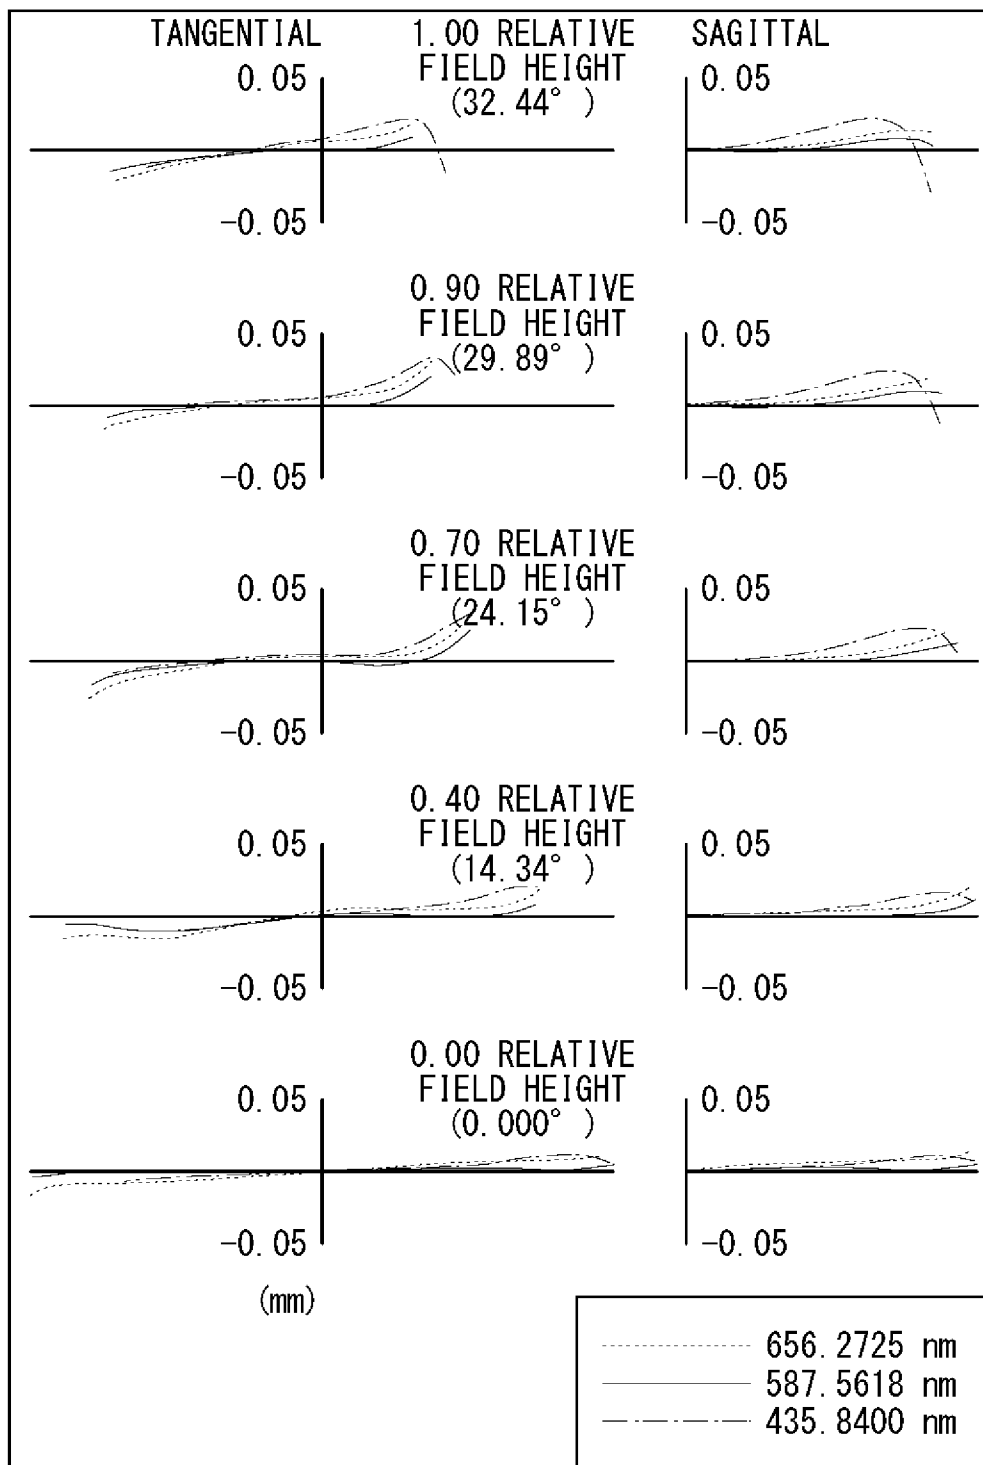 TANGENTIAL 1.00 RELATIVE SAGITTAL
FIELD HEIGHT
0.05 (32.44° ) 0.05
-0.05 -0.05
0.90 RELATIVE
FIELD HEIGHT
0.05 (29.89° ) 0.05
-0.05 -0.05
0.70 RELATIVE
FIELD HEIGHT
0.05 (24.15° ) 0.05
-0.05 -0.05
0.40 RELATIVE
FIELD HEIGHT
0.05 (14.34° ) 0.05
-0.05 -0.05
0.00 RELATIVE
FIELD HEIGHT
0.05 (0.000° ) 0.05
-0.05 -0.05
(mm)
656.2725 nm
587.5618 nm
435.8400 nm